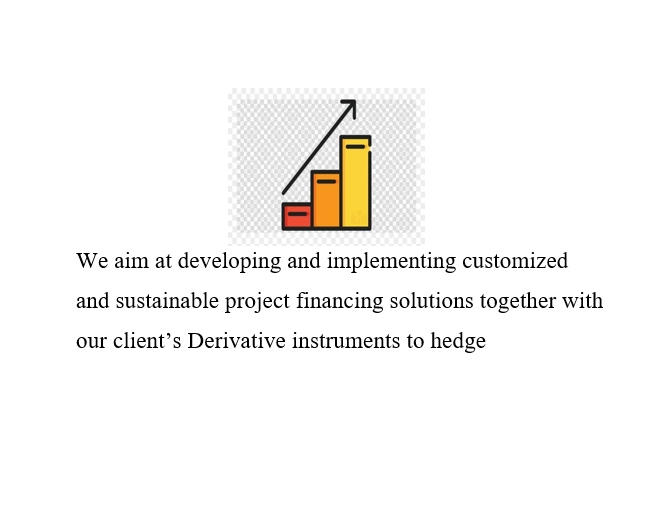 We aim at developing and implementing customized
and sustainable project financing solutions together with
our client’s Derivative instruments to hedge